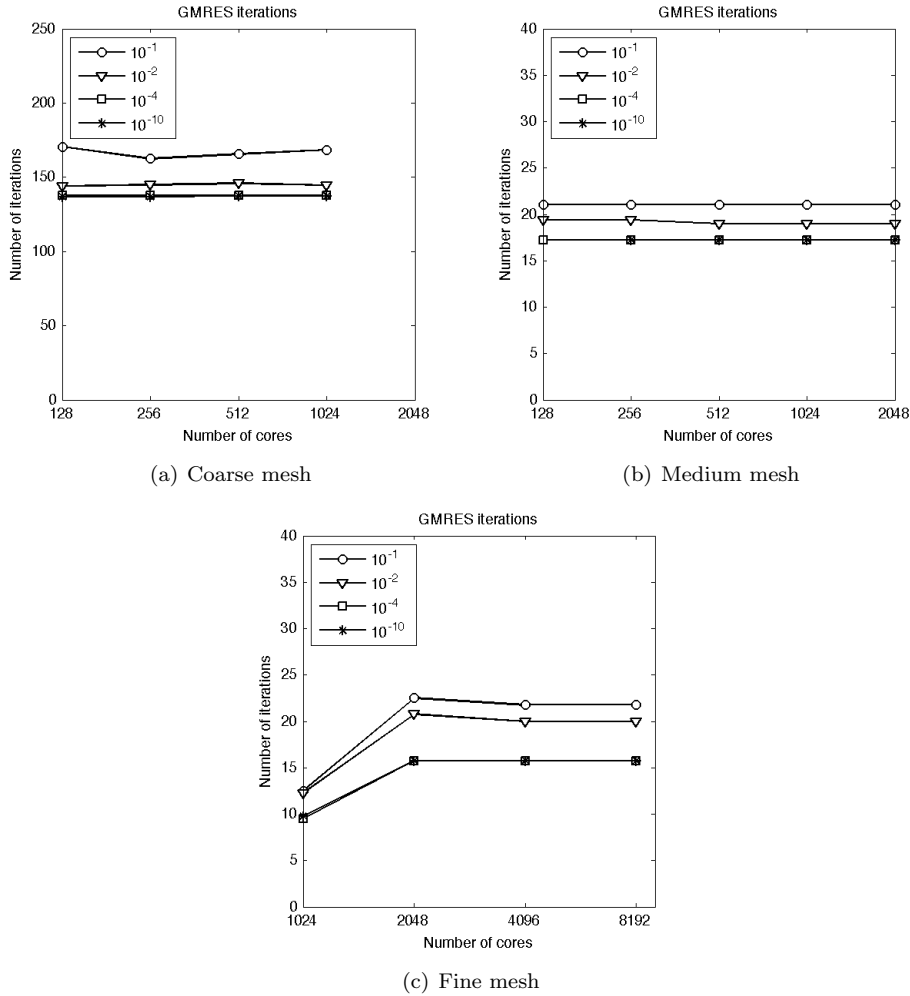 GMRES iterations
250
200
150
100
50
0
10⁻¹
10⁻²
10⁻⁴
10⁻¹⁰
Number of iterations
128 256 512 1024 2048
Number of cores
(a) Coarse mesh
GMRES iterations
40
35
30
25
20
15
10
5
0
10⁻¹
10⁻²
10⁻⁴
10⁻¹⁰
Number of iterations
128 256 512 1024 2048
Number of cores
(b) Medium mesh
GMRES iterations
40
35
30
25
20
15
10
5
0
10⁻¹
10⁻²
10⁻⁴
10⁻¹⁰
Number of iterations
1024 2048 4096 8192
Number of cores
(c) Fine mesh